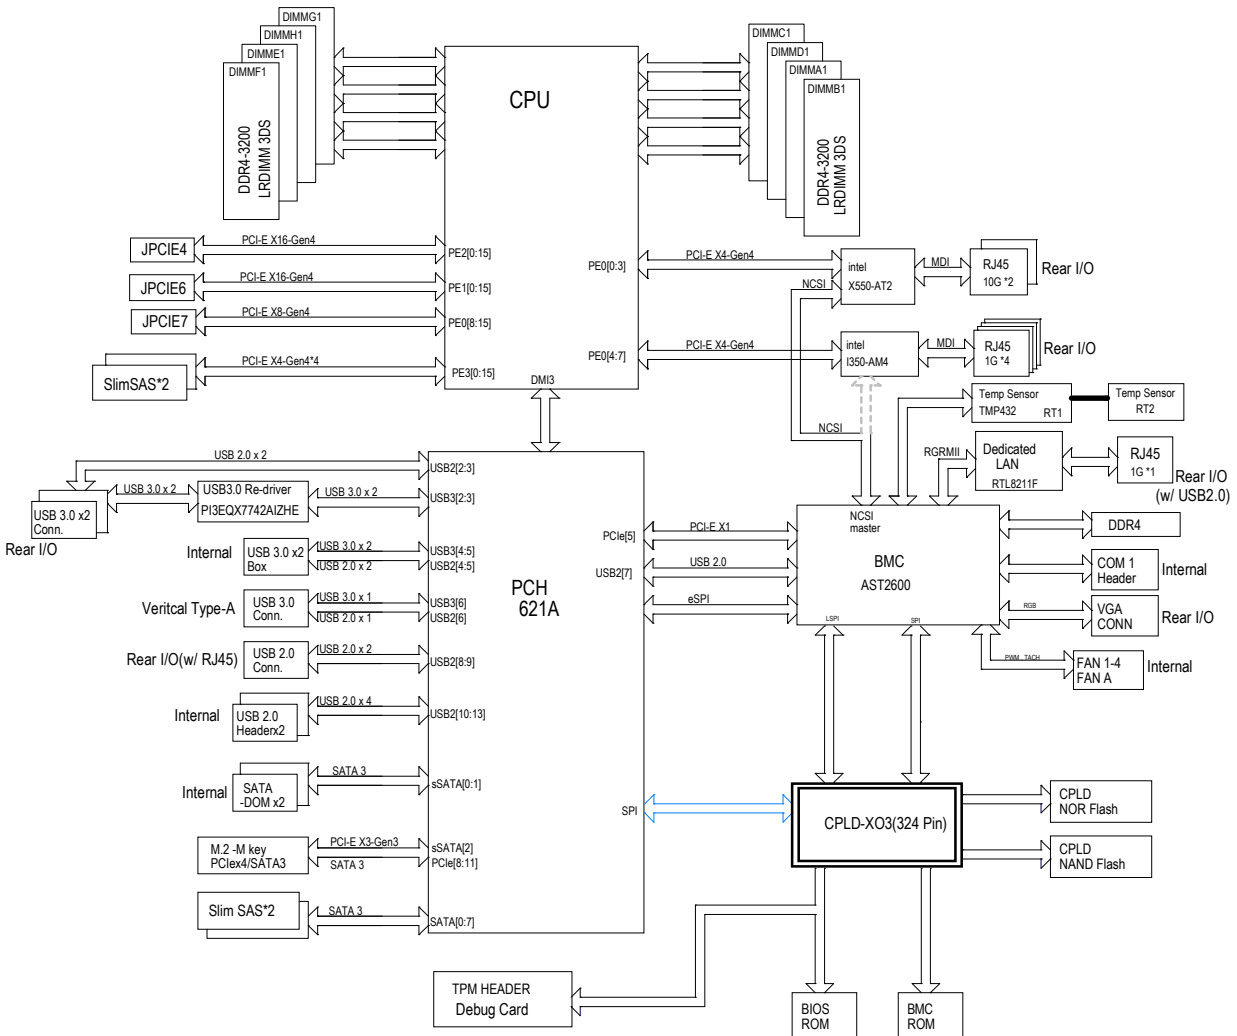 DIMMG1
DIMMH1
DIMME1
DIMMF1
DDR4-3200
LRDIMM 3DS
CPU
DIMMC1
DIMMD1
DIMMA1
DIMMB1
DDR4-3200
LRDIMM 3DS
JPCIE4
PCI-E X16-Gen4
PE2[0:15]
JPCIE6
PCI-E X16-Gen4
PE1[0:15]
JPCIE7
PCI-E X8-Gen4
PE0[8:15]
SlimSAS*2
PCI-E X4-Gen4*4
PE3[0:15]
DMI3
PE0[0:3]
PCI-E X4-Gen4
NCSI
intel
X550-AT2
MDI
RJ45
10G *2
Rear I/O
PE0[4:7]
PCI-E X4-Gen4
intel
I350-AM4
MDI
RJ45
1G *4
Rear I/O
NCSI
Temp Sensor
TMP432
RT1
Temp Sensor
RT2
RGRMII
Dedicated
LAN
RTL8211F
RJ45
1G *1
Rear I/O
(w/ USB2.0)
USB 2.0 x 2
USB2[2:3]
USB 3.0 x 2
USB3.0 Re-driver
PI3EQX7742AIZHE
USB 3.0 x 2
USB3[2:3]
USB 3.0 x2
Conn.
Rear I/O
Internal
USB 3.0 x2
Box
USB 3.0 x 2
USB 2.0 x 2
USB3[4:5]
USB2[4:5]
Veritcal Type-A
USB 3.0
Conn.
USB 3.0 x 1
USB 2.0 x 1
USB3[6]
USB2[6]
Rear I/O(w/ RJ45)
USB 2.0
Conn.
USB 2.0 x 2
USB2[8:9]
Internal
USB 2.0
Headerx2
USB 2.0 x 4
USB2[10:13]
Internal
SATA
-DOM x2
SATA 3
sSATA[0:1]
M.2 -M key
PCIex4/SATA3
PCI-E X3-Gen3
SATA 3
sSATA[2]
PCIe[8:11]
Slim SAS*2
SATA 3
SATA[0:7]
PCH
621A
PCIe[5]
PCI-E X1
USB2[7]
USB 2.0
eSPI
SPI
NCSI
master
BMC
AST2600
LSPI
SPI
DDR4
COM 1
Header
Internal
RGB
VGA
CONN
Rear I/O
PWM TACH
FAN 1-4
FAN A
Internal
CPLD-XO3(324 Pin)
CPLD
NOR Flash
CPLD
NAND Flash
TPM HEADER
Debug Card
BIOS
ROM
BMC
ROM